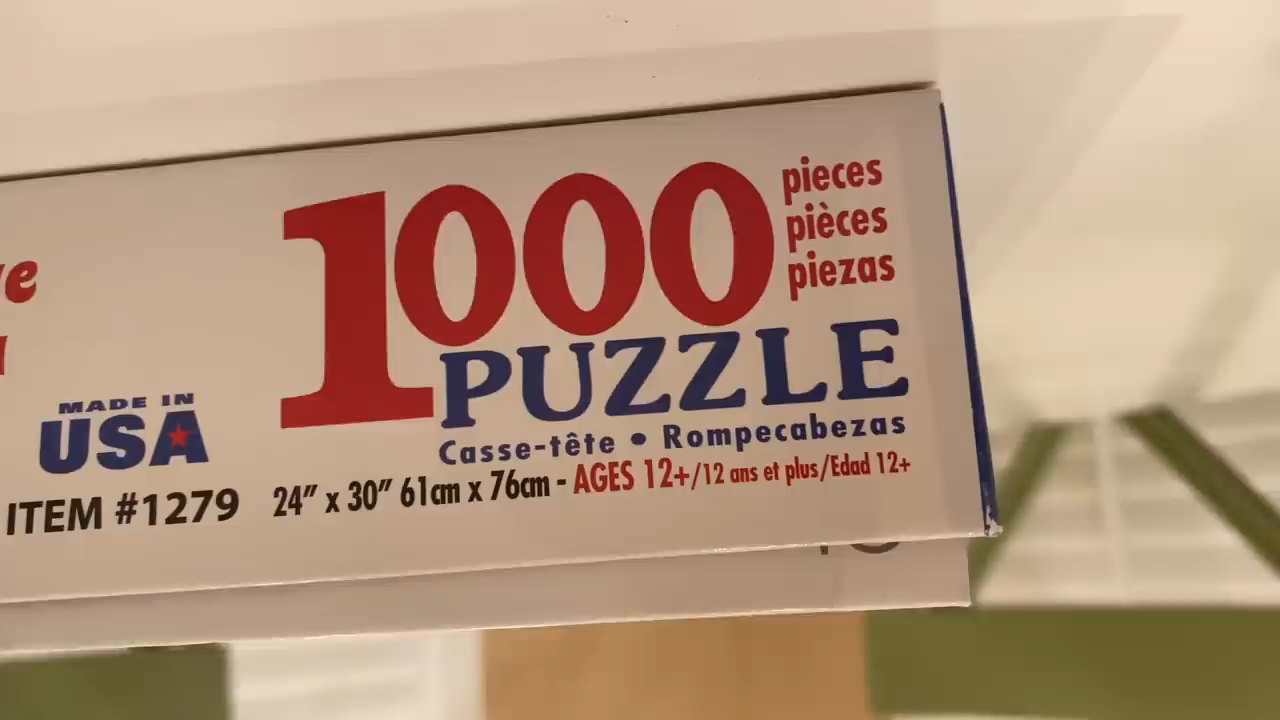 MADE IN
USA
ITEM #1279
1000
pieces
pièces
piezas
PUZZLE
Casse-tête • Rompecabezas
24" x 30" 61cm x 76cm - AGES 12+/12 ans et plus/Edad 12+